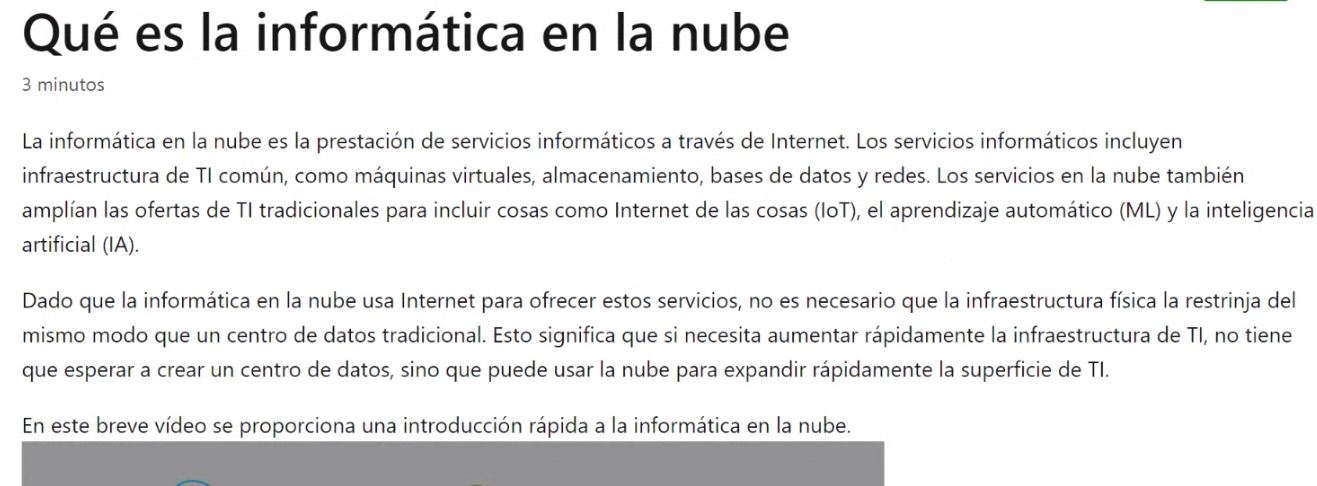 Qué es la informática en la nube
3 minutos
La informática en la nube es la prestación de servicios informáticos a través de Internet. Los servicios informáticos incluyen
infraestructura de TI común, como máquinas virtuales, almacenamiento, bases de datos y redes. Los servicios en la nube también
amplían las ofertas de TI tradicionales para incluir cosas como Internet de las cosas (IoT), el aprendizaje automático (ML) y la inteligencia
artificial (IA).
Dado que la informática en la nube usa Internet para ofrecer estos servicios, no es necesario que la infraestructura física la restrinja del
mismo modo que un centro de datos tradicional. Esto significa que si necesita aumentar rápidamente la infraestructura de TI, no tiene
que esperar a crear un centro de datos, sino que puede usar la nube para expandir rápidamente la superficie de TI.
En este breve vídeo se proporciona una introducción rápida a la informática en la nube.